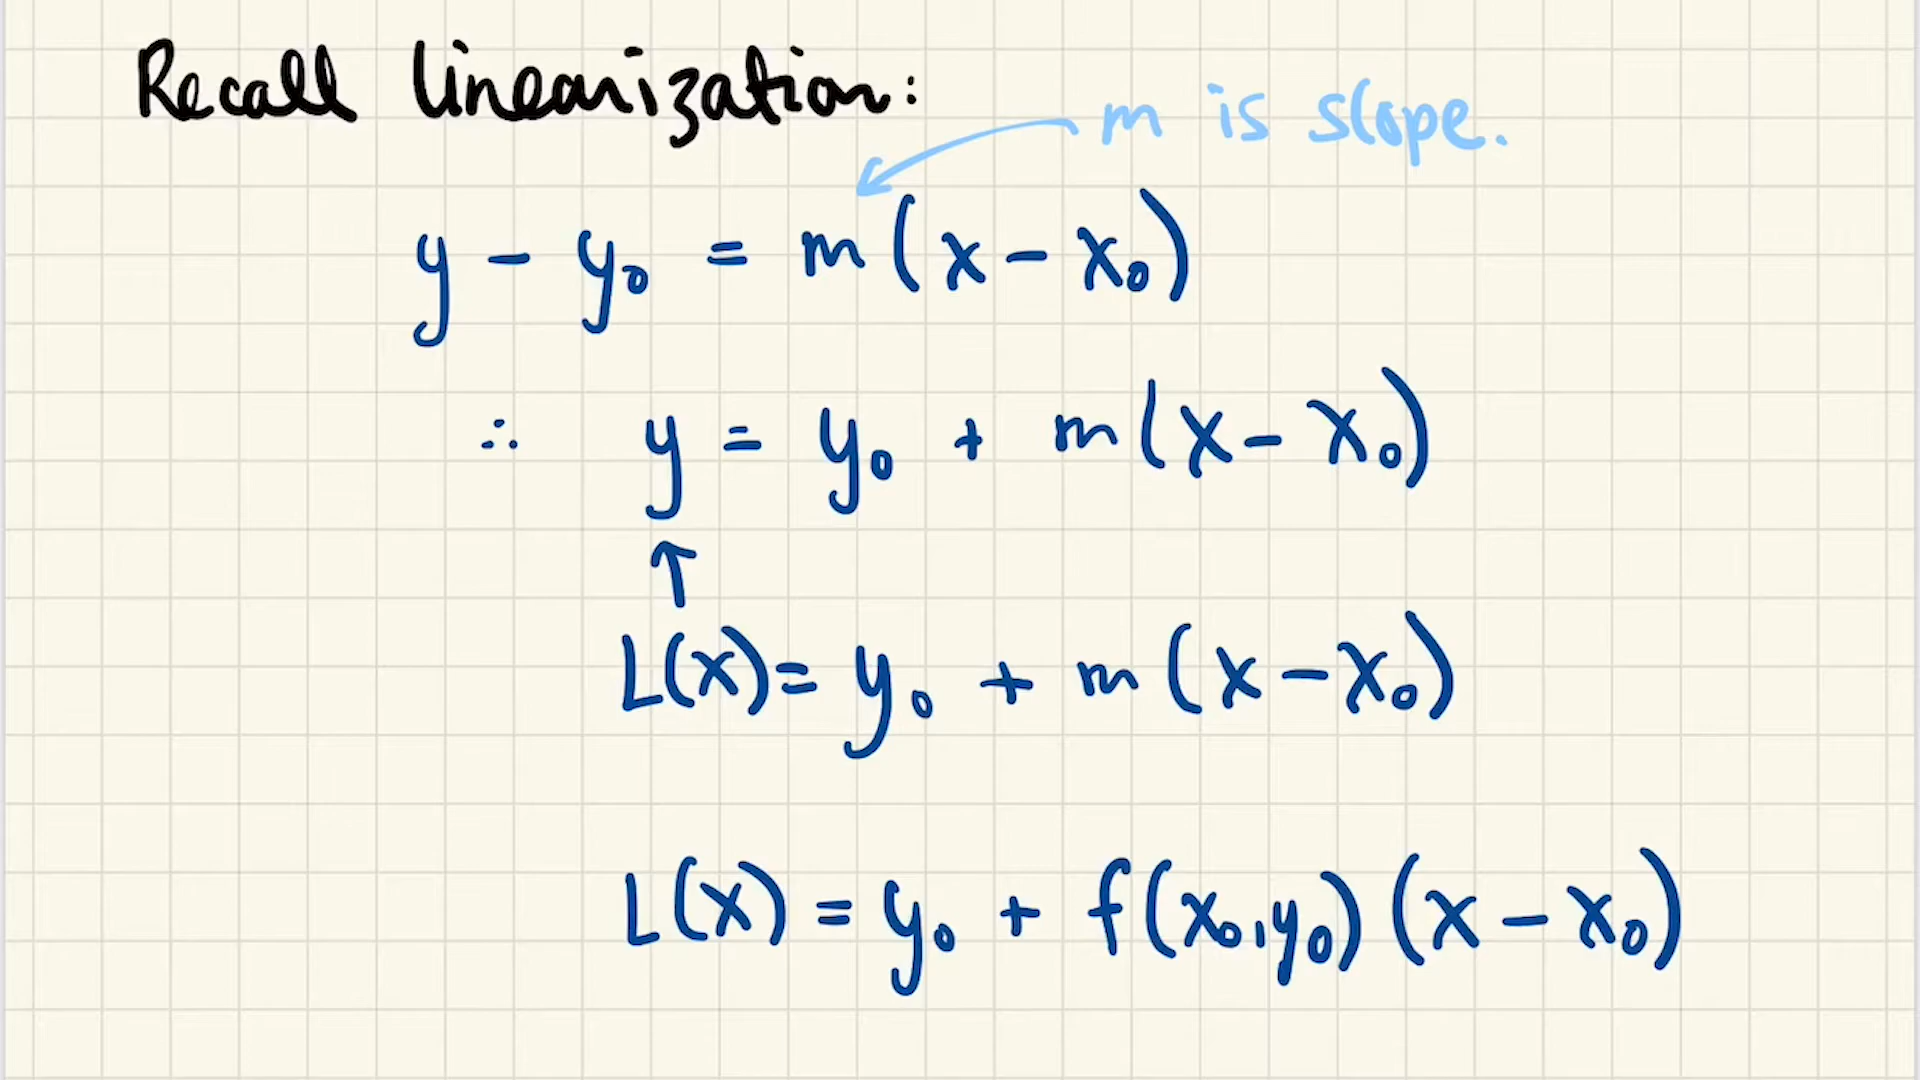 Recall linearization:
m is slope.
y - y₀ = m(x - x₀)
∴ y = y₀ + m(x - x₀)
↑
L(x) = y₀ + m(x - x₀)
L(x) = y₀ + f(x₀,y₀)(x - x₀)